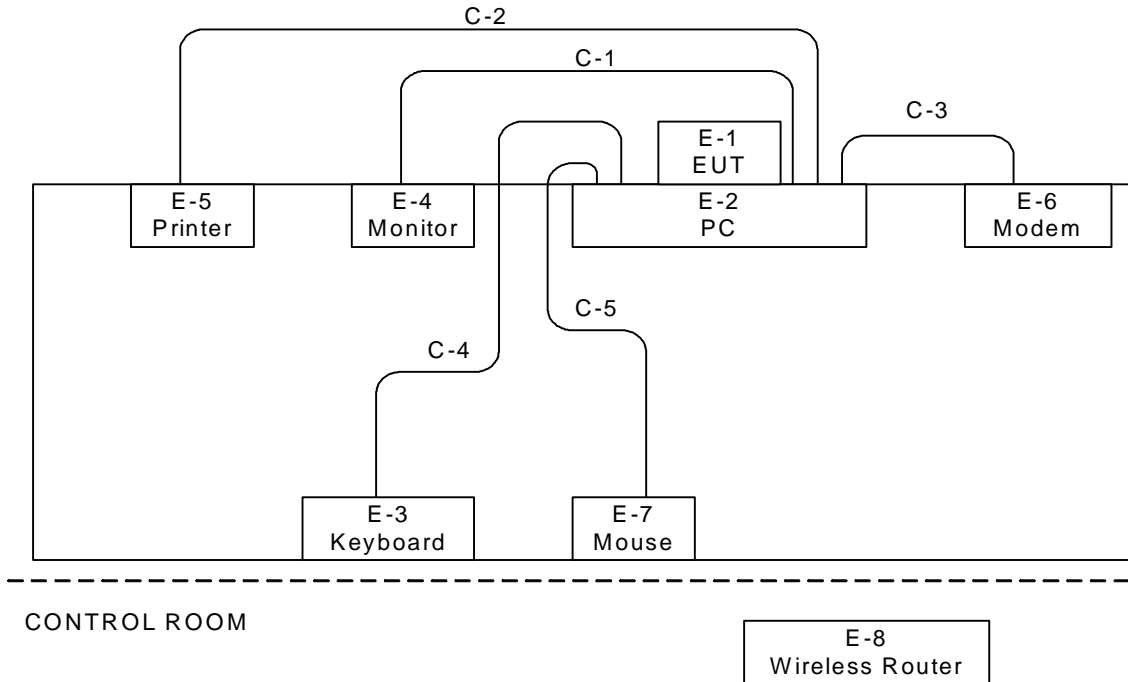 C-2
C-1
C-3
E-1
EUT
E-5
Printer
E-4
Monitor
E-2
PC
E-6
Modem
C-5
C-4
E-3
Keyboard
E-7
Mouse
CONTROL ROOM
E-8
Wireless Router